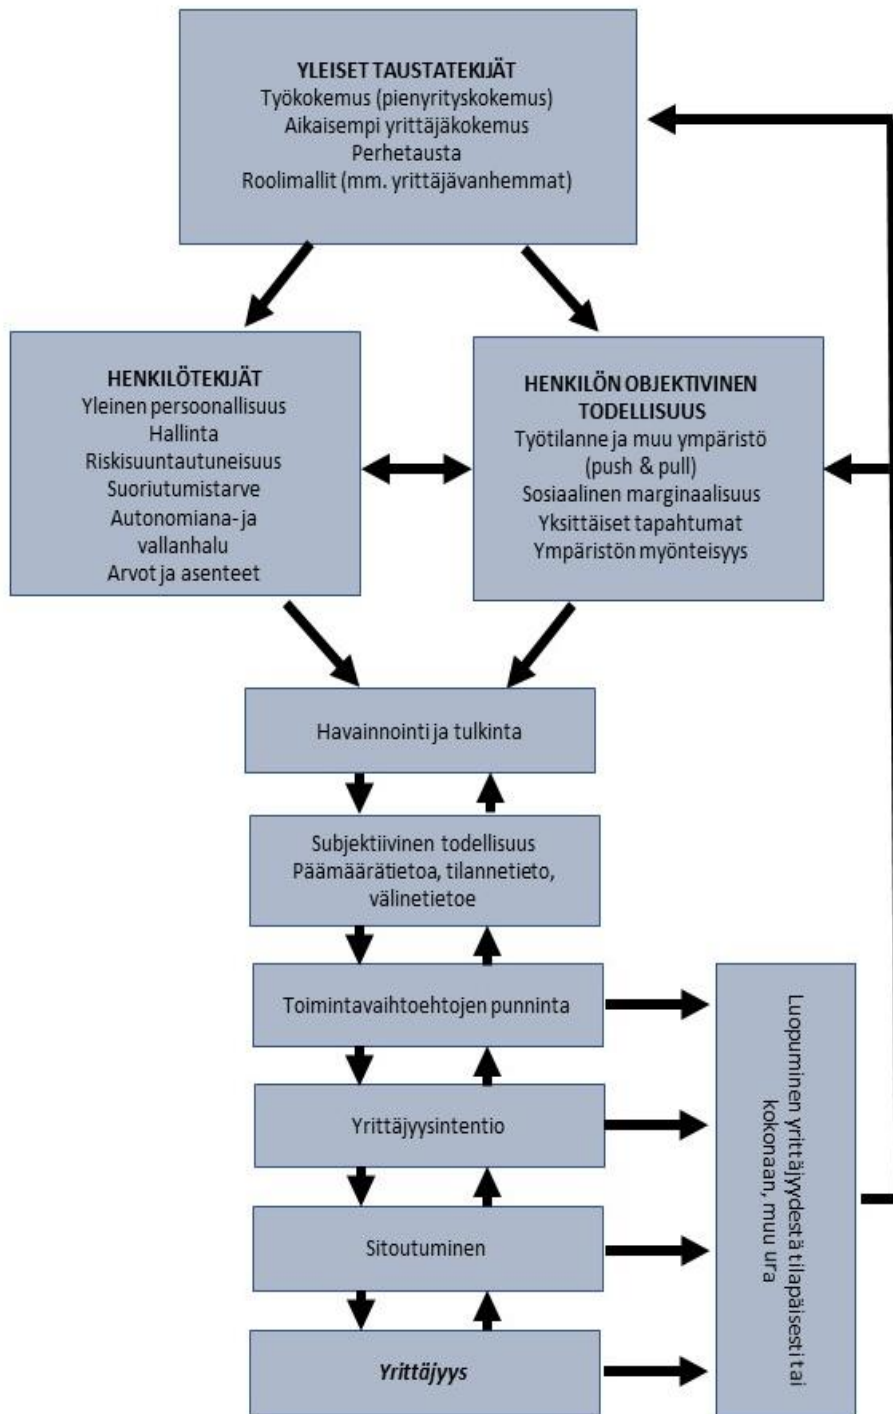 YLEISET TAUSTATEKIJÄT
Työkokemus (pienyrityskokemus)
Aikaisempi yrittäjäkokemus
Perhetausta
Roolimallit (mm. yrittäjävanhemmat)
HENKILÖTEKIJÄT
Yleinen persoonallisuus
Hallinta
Riskisuuntautuneisuus
Suoriutumistarve
Autonomiana- ja
vallanhalu
Arvot ja asenteet
HENKILÖN OBJEKTIVINEN
TODELLISUUS
Työtilanne ja muu ympäristö
(push & pull)
Sosiaalinen marginaalisuus
Yksittäiset tapahtumat
Ympäristön myönteisyys
Havainnointi ja tulkinta
Subjektiivinen todellisuus
Päämäärätietoa, tilannetieto,
välinetietoe
Toimintavaihtoehtojen punninta
Yrittäjyysintentio
Sitoutuminen
Yrittäjyys
Luopuminen yrittäjyydestä tilapäisesti tai
kokonaan, muu ura